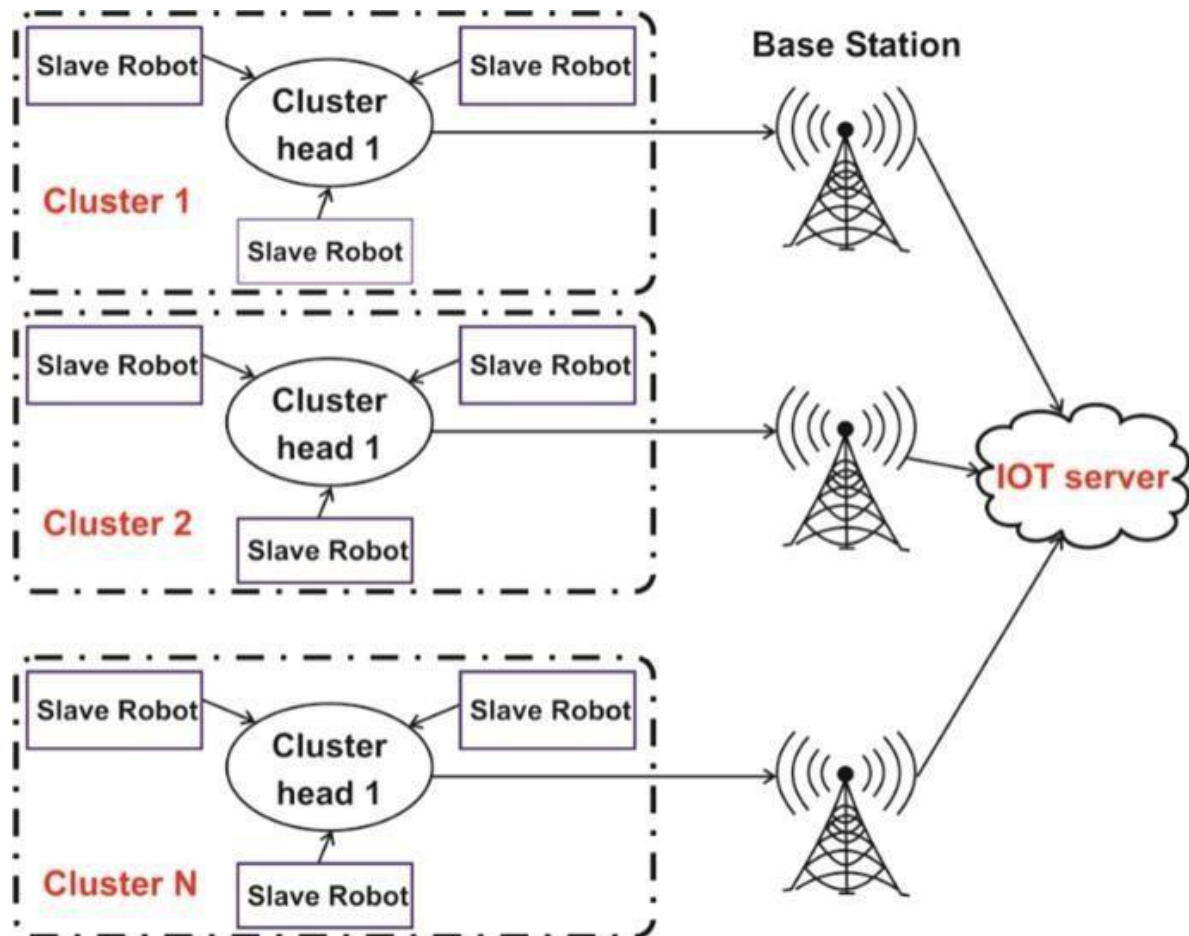 Base Station
Slave Robot
Slave Robot
Cluster
head 1
Cluster 1
Slave Robot
Slave Robot
Slave Robot
Cluster
head 1
IOT server
Cluster 2
Slave Robot
Slave Robot
Slave Robot
Cluster
head 1
Cluster N
Slave Robot